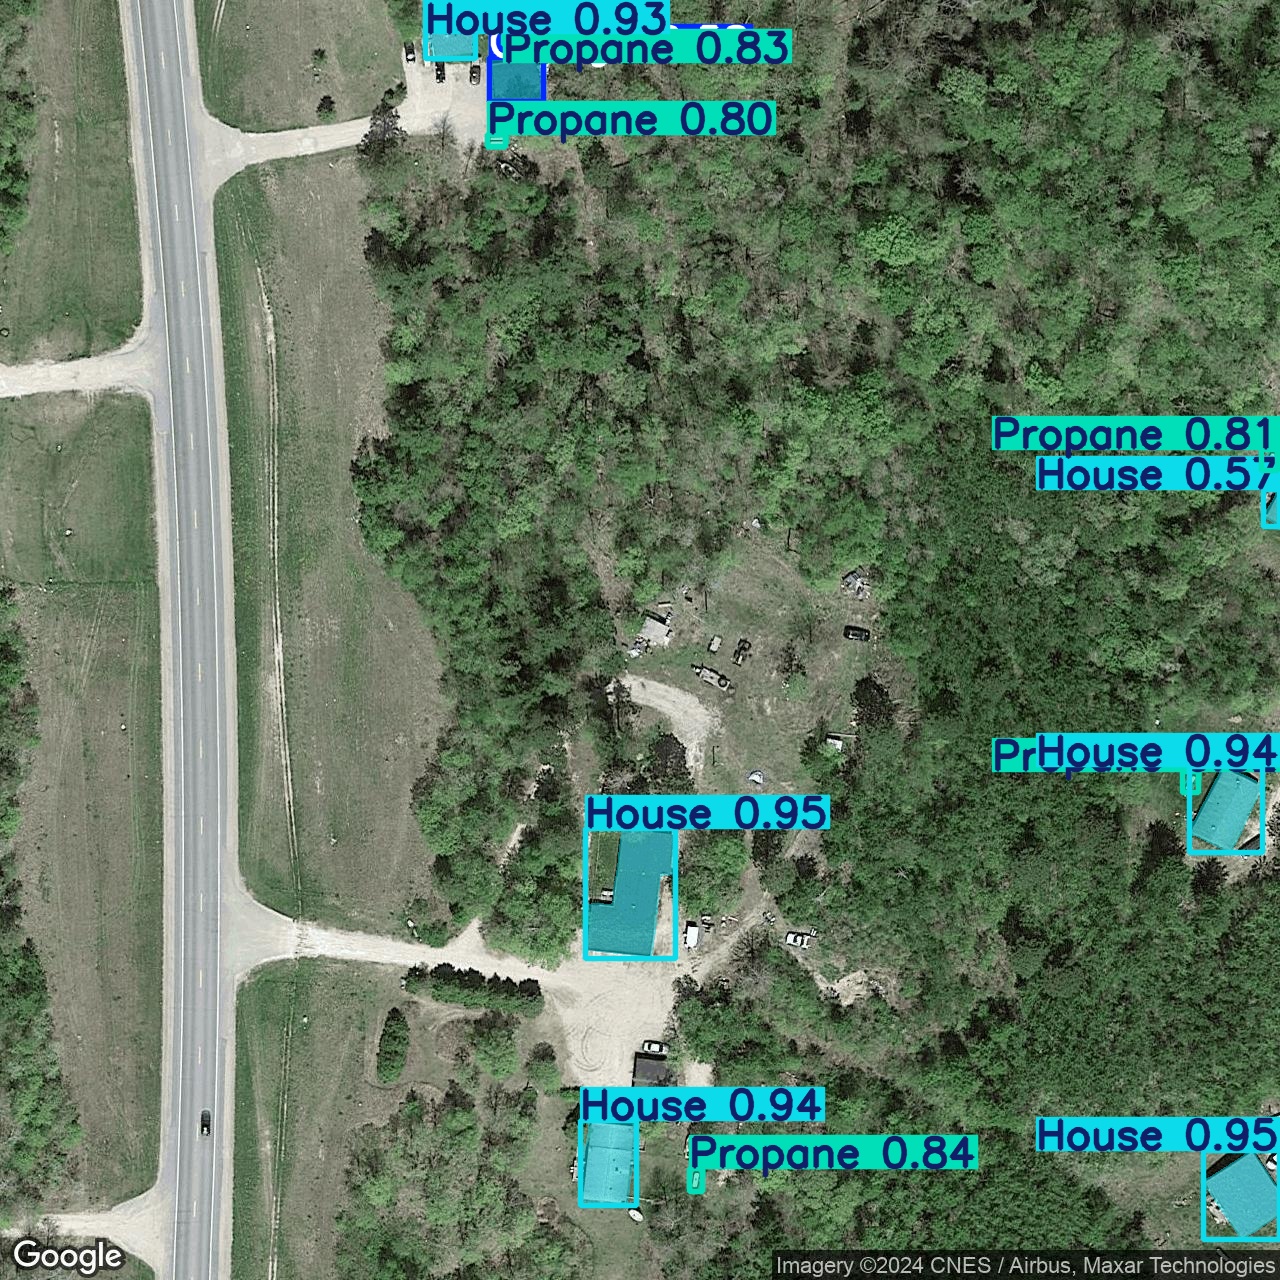 House 0.93
Propane 0.83
Propane 0.80
Propane 0.81
House 0.57
House 0.94
House 0.95
House 0.94
Propane 0.84
House 0.95
Google
Imagery ©2024 CNES / Airbus, Maxar Technologies